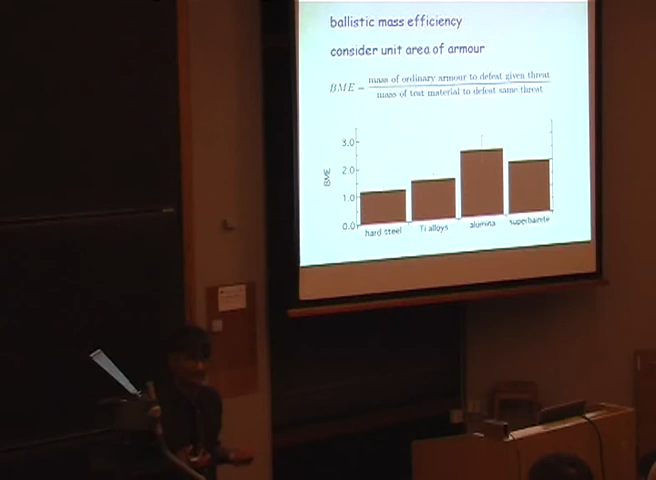 ballistic mass efficiency
consider unit area of armour
BME = mass of ordinary armour to defeat given threat
mass of test material to defeat same threat
3.0
2.0
1.0
0.0
BME
hard steel Ti alloys alumina superbainite